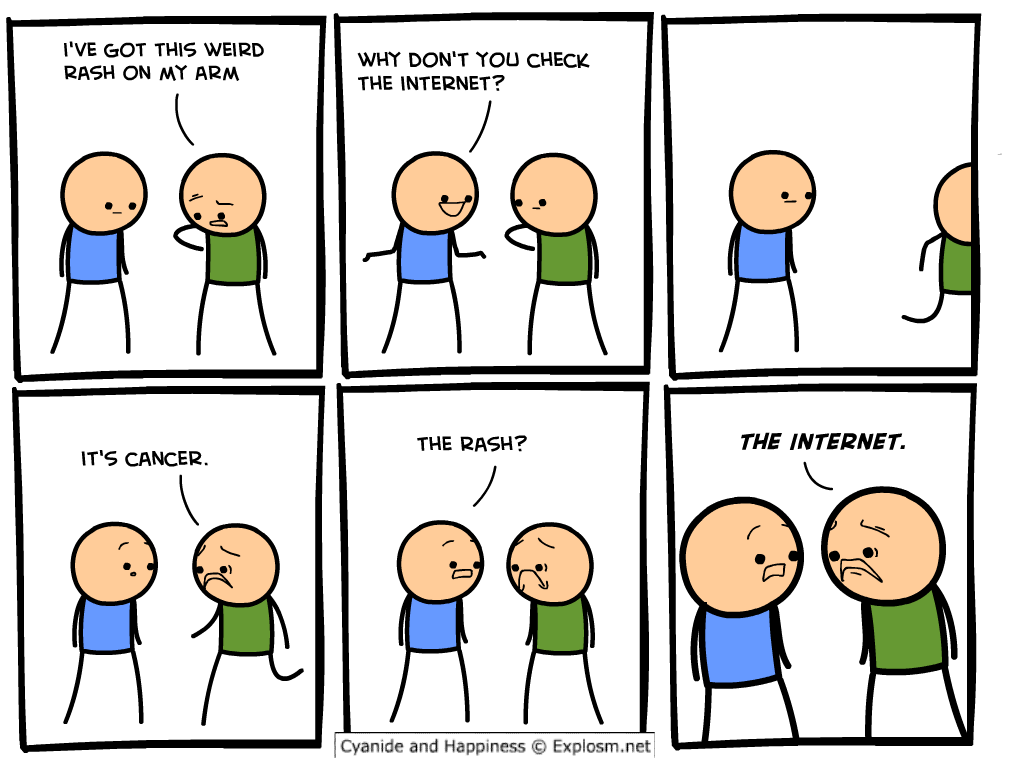 I'VE GOT THIS WEIRD
RASH ON MY ARM
WHY DON'T YOU CHECK
THE INTERNET?
IT'S CANCER.
THE RASH?
THE INTERNET.
Cyanide and Happiness © Explosm.net